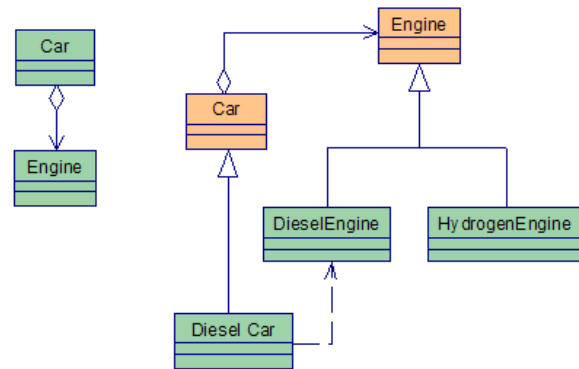 Car
Engine
Engine
Car
DieselEngine
HydrogenEngine
Diesel Car